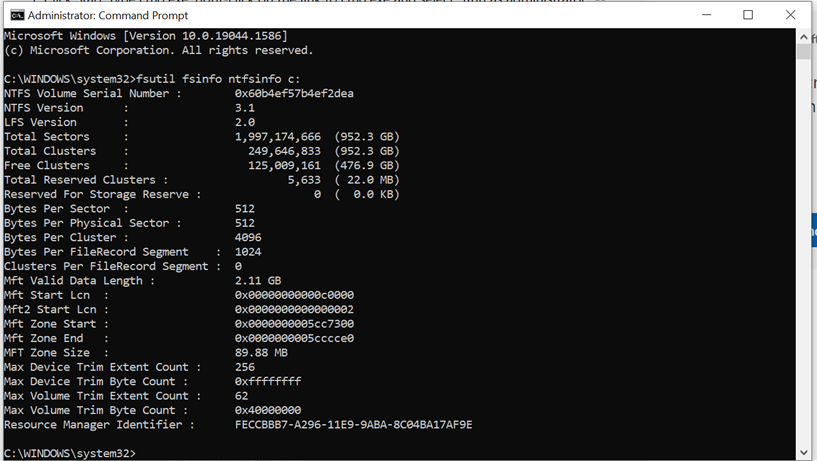 Administrator: Command Prompt
Microsoft Windows [Version 10.0.19044.1586]
(c) Microsoft Corporation. All rights reserved.
C:\WINDOWS\system32>fsutil fsinfo ntfsinfo c:
NTFS Volume Serial Number :        0x60b4ef57b4ef2dea
NTFS Version      :                3.1
LFS Version       :                2.0
Total Sectors     :                1,997,174,666  (952.3 GB)
Total Clusters    :                  249,646,833  (952.3 GB)
Free Clusters     :                  125,009,161  (476.9 GB)
Total Reserved Clusters :                  5,633  ( 22.0 MB)
Reserved For Storage Reserve :                 0  (  0.0 KB)
Bytes Per Sector  :                512
Bytes Per Physical Sector :        512
Bytes Per Cluster :                4096
Bytes Per FileRecord Segment    :  1024
Clusters Per FileRecord Segment :  0
Mft Valid Data Length :            2.11 GB
Mft Start Lcn  :                   0x00000000000c0000
Mft2 Start Lcn :                   0x0000000000000002
Mft Zone Start :                   0x0000000005cc7300
Mft Zone End   :                   0x0000000005cccce0
MFT Zone Size  :                   89.88 MB
Max Device Trim Extent Count :     256
Max Device Trim Byte Count :       0xffffffff
Max Volume Trim Extent Count :     62
Max Volume Trim Byte Count :       0x40000000
Resource Manager Identifier :      FECCBBB7-A296-11E9-9ABA-8C04BA17AF9E
C:\WINDOWS\system32>